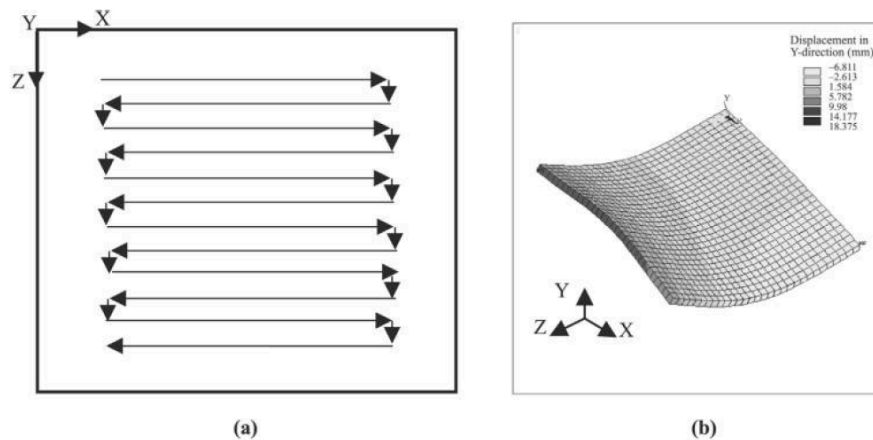 Y X
Z
Displacement in
Y-direction (mm)
−6.811
−2.613
1.584
5.782
9.98
14.177
18.375
Y
Y
Z X
(a) (b)